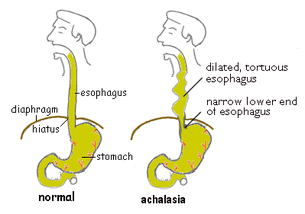 esophagus
diaphragm
hiatus
stomach
normal
dilated, tortuous
esophagus
narrow lower end
of esophagus
achalasia